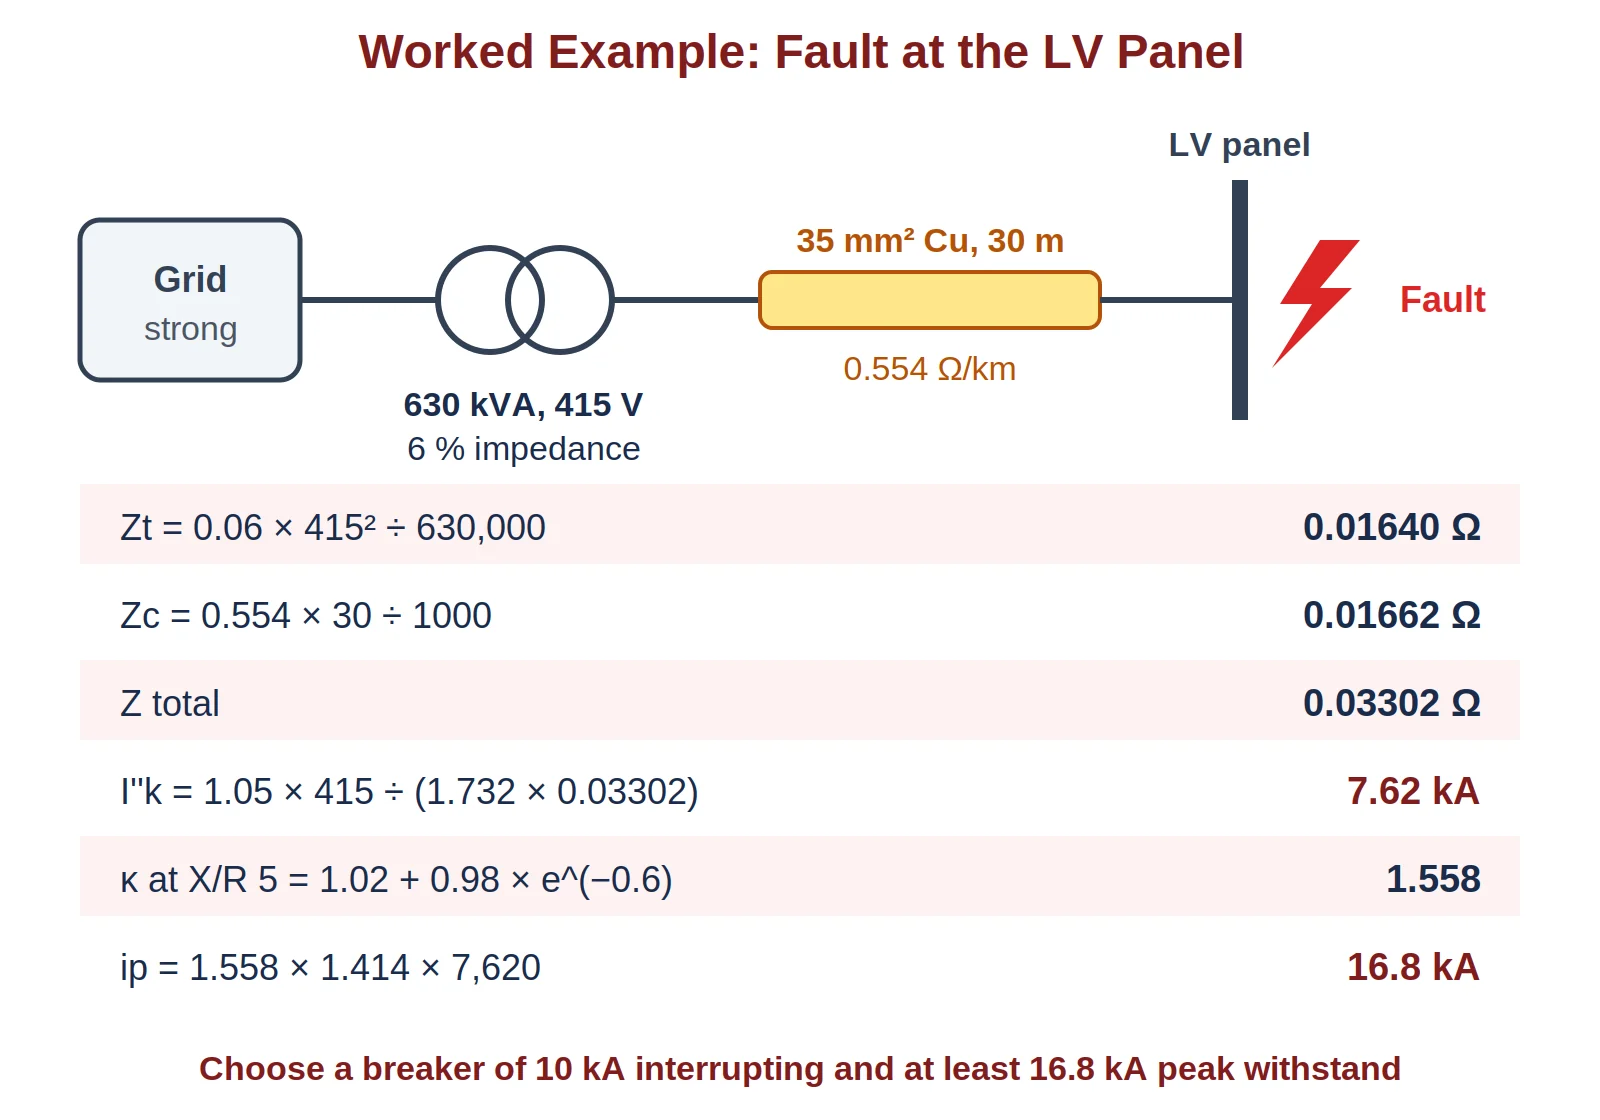 Worked Example: Fault at the LV Panel
LV panel
35 mm² Cu, 30 m
Grid
strong
Fault
0.554 Ω/km
630 kVA, 415 V
6 % impedance
Zt = 0.06 × 415² ÷ 630,000 0.01640 Ω
Zc = 0.554 × 30 ÷ 1000 0.01662 Ω
Z total 0.03302 Ω
I"k = 1.05 × 415 ÷ (1.732 × 0.03302) 7.62 kA
κ at X/R 5 = 1.02 + 0.98 × e^(−0.6) 1.558
ip = 1.558 × 1.414 × 7,620 16.8 kA
Choose a breaker of 10 kA interrupting and at least 16.8 kA peak withstand